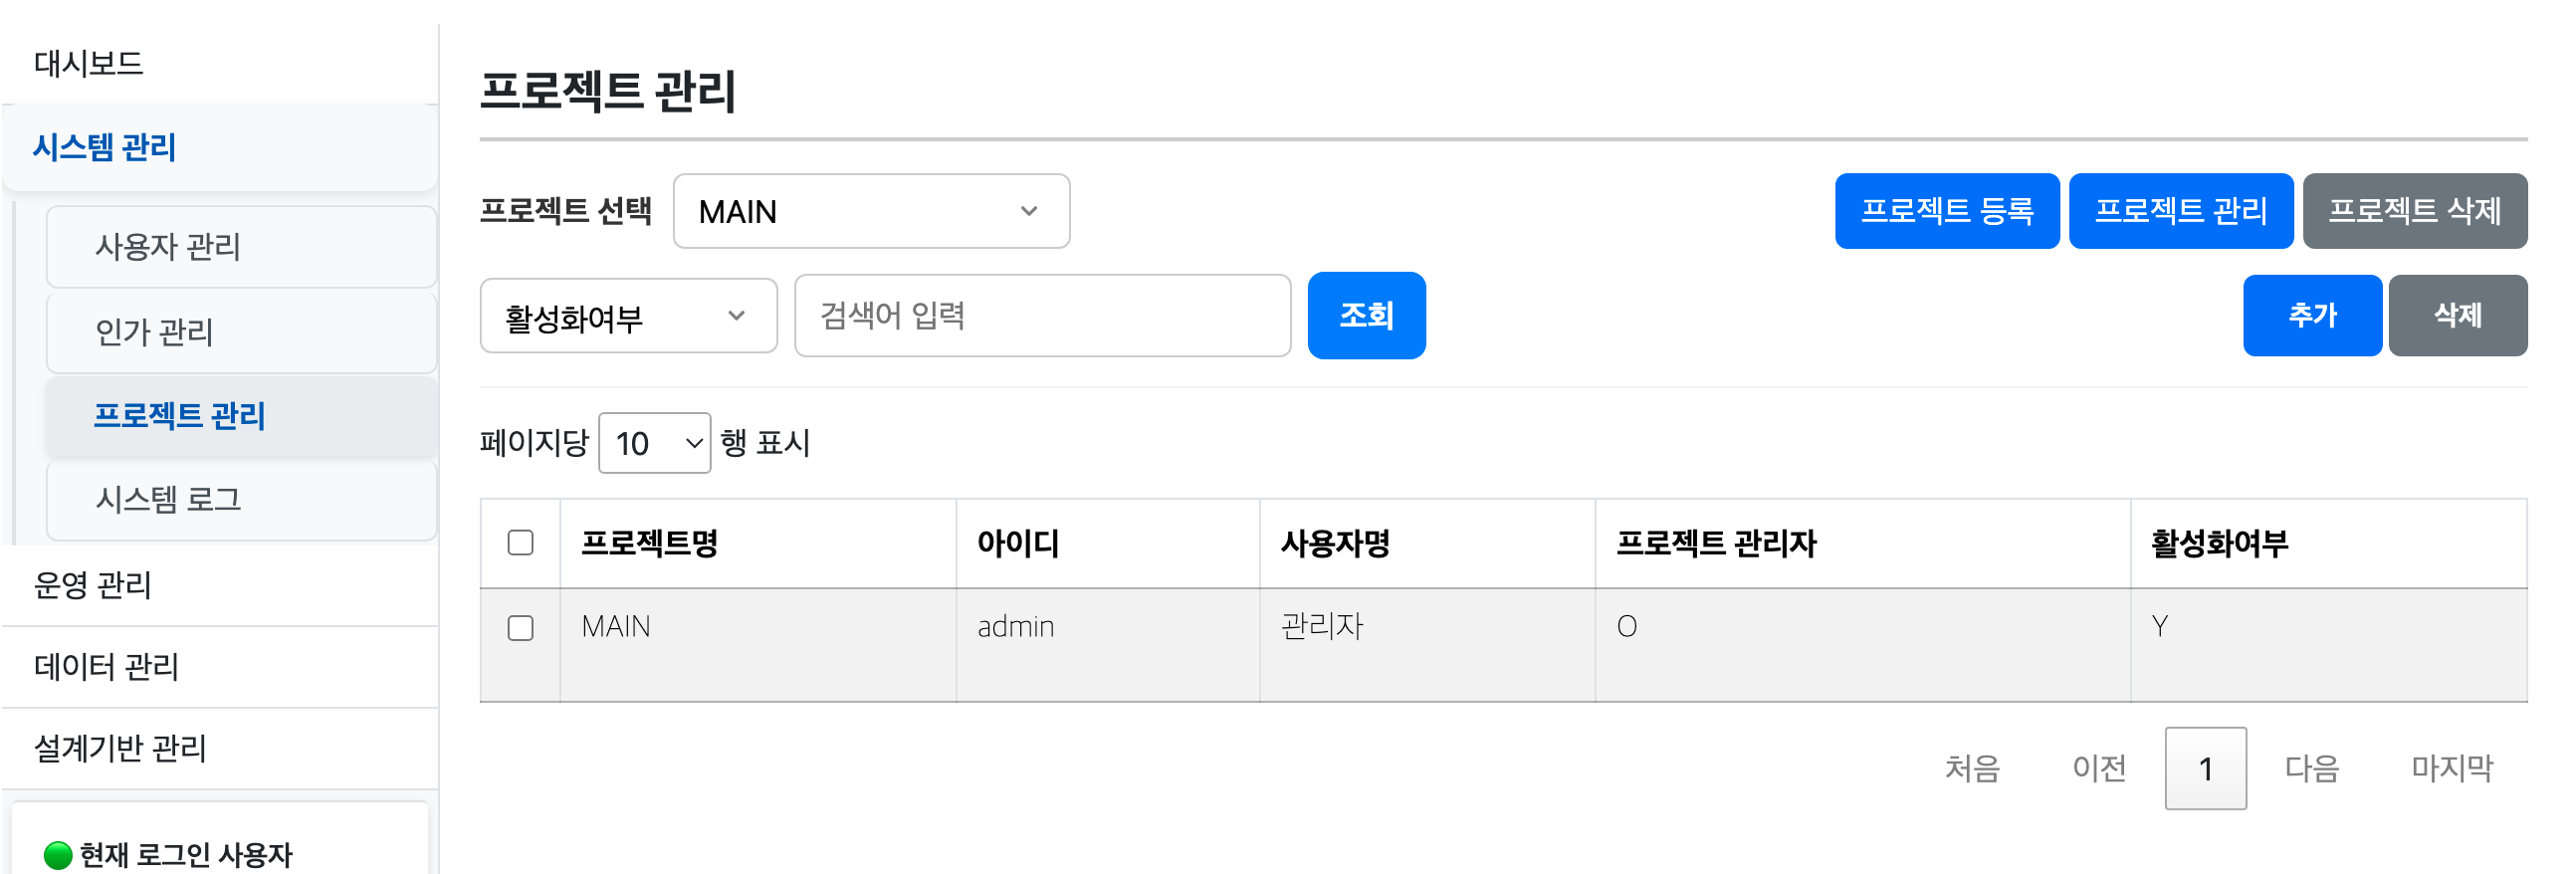 대시보드
시스템 관리
사용자 관리
인가 관리
프로젝트 관리
시스템 로그
운영 관리
데이터 관리
설계기반 관리
현재 로그인 사용자
프로젝트 관리
프로젝트 선택 MAIN 프로젝트 등록 프로젝트 관리 프로젝트 삭제
활성화여부 검색어 입력 조회 추가 삭제
페이지당 10 행 표시
프로젝트명 아이디 사용자명 프로젝트 관리자 활성화여부
MAIN admin 관리자 O Y
처음 이전 1 다음 마지막